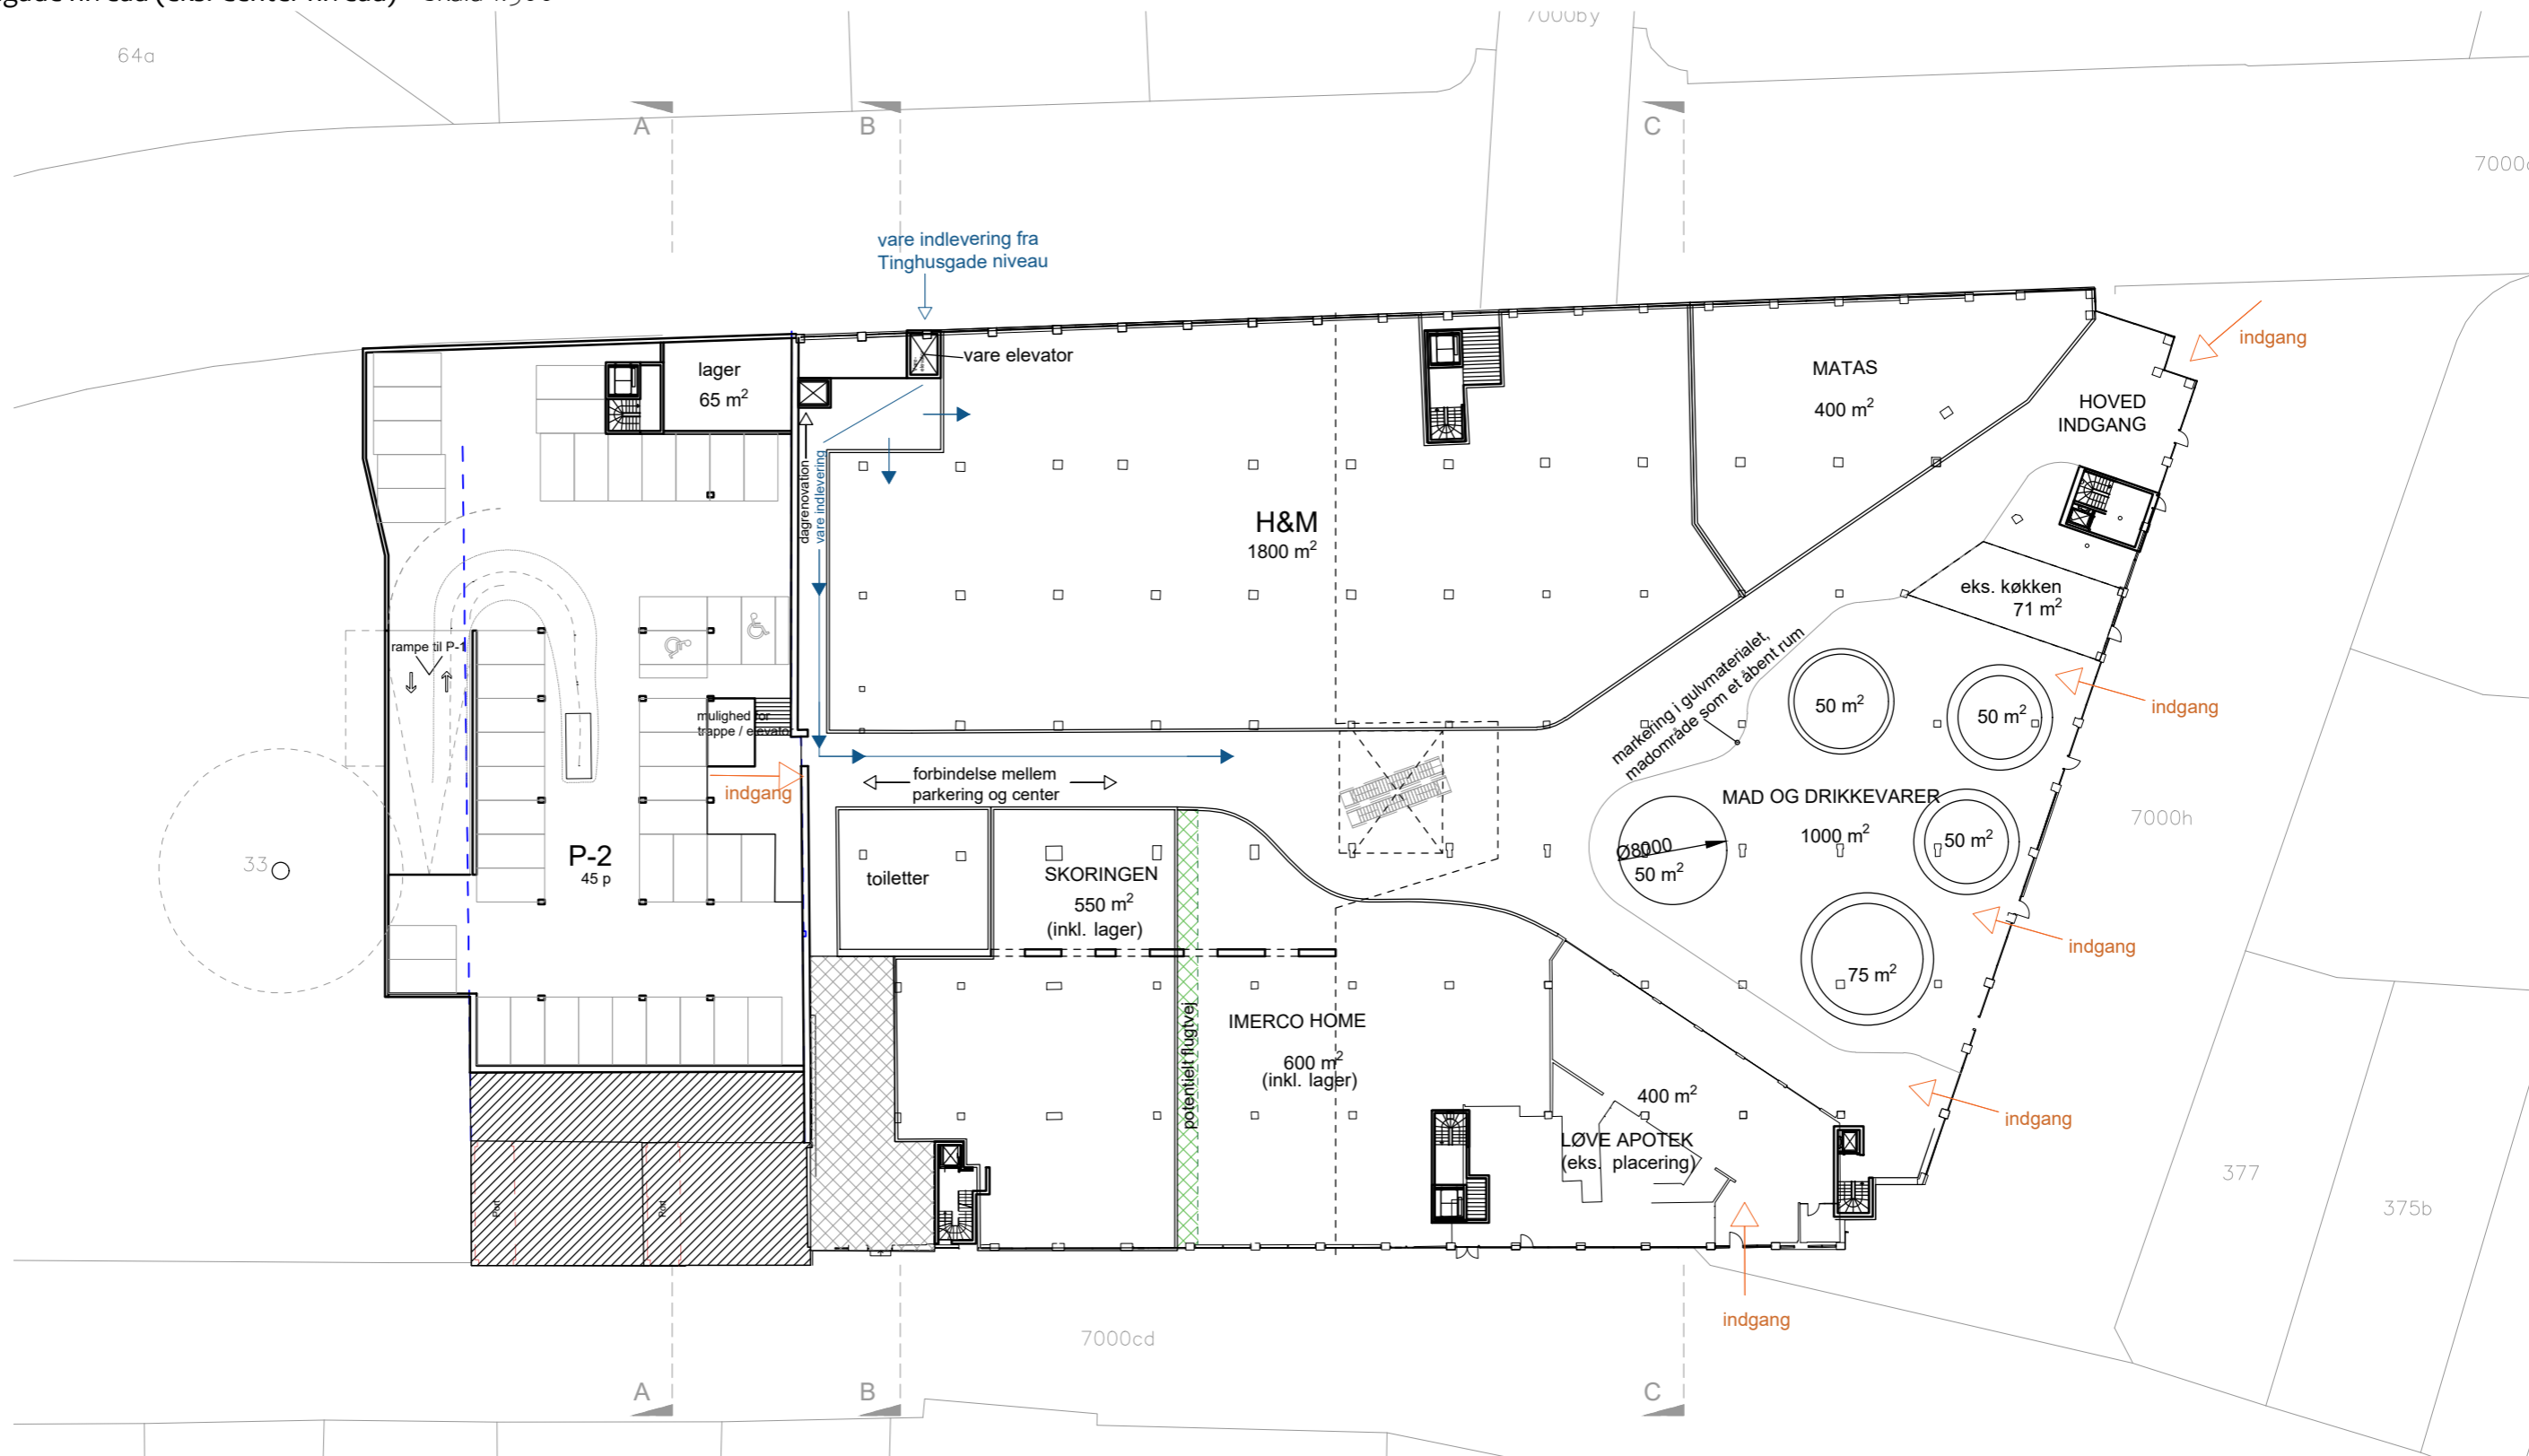 64a
7000by
A
B
C
vare indlevering fra
Tinghusgade niveau
indgang
vare elevator
lager
65 m²
MATAS
400 m²
HOVED
INDGANG
dagrenovation
vare indlevering
H&M
1800 m²
eks. køkken
71 m²
rampe til P-1
markering i gulvmaterialet,
madområde som et åbent rum
50 m²
50 m²
indgang
mulighed for
trappe / elevator
indgang
forbindelse mellem
parkering og center
MAD OG DRIKKEVARER
1000 m²
7000h
50 m²
Ø8000
50 m²
33
P-2
45 p
toiletter
SKORINGEN
550 m²
(inkl. lager)
indgang
75 m²
potentielt flugtvej
IMERCO HOME
600 m²
(inkl. lager)
400 m²
indgang
LØVE APOTEK
(eks. placering)
377
375b
Port
Port
indgang
7000cd
A
B
C